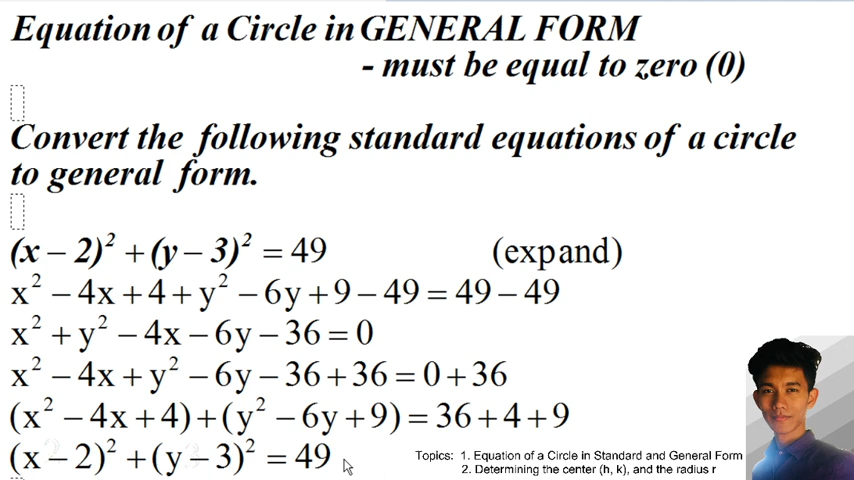 Equation of a Circle in GENERAL FORM
- must be equal to zero (0)
Convert the following standard equations of a circle
to general form.
(x – 2)² + (y – 3)² = 49 (expand)
x² – 4x + 4 + y² – 6y + 9 – 49 = 49 – 49
x² + y² – 4x – 6y – 36 = 0
x² – 4x + y² – 6y – 36 + 36 = 0 + 36
(x² – 4x + 4) + (y² – 6y + 9) = 36 + 4 + 9
(x – 2)² + (y – 3)² = 49
Topics: 1. Equation of a Circle in Standard and General Form
2. Determining the center (h, k), and the radius r